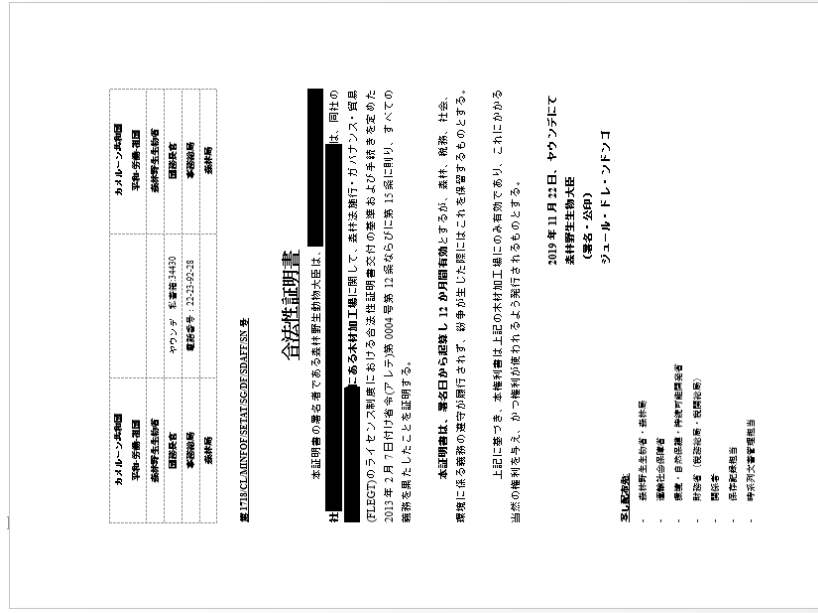 カメルーン共和国
平和-労働-祖国
森林野生生物省
国務長官
事務総局
森林局
ヤウンデ 私書箱34430
電話番号：22-23-92-28
カメルーン共和国
平和-労働-祖国
森林野生生物省
国務長官
事務総局
森林局
第1718/CL/MINFOF/SETAT/SG/DF/SDAFF/SN 号
合法性証明書
本証明書の署名者である森林野生動物大臣は、
社 は、同社の
にある木材加工場に関して、森林法施行・ガバナンス・貿易
(FLEGT)のライセンス制度における合法性証明書交付の基準および手続きを定めた
2013 年 2 月 7 日付け省令(アレテ)第 0004 号第 12 条ならびに第 15 条に則り、すべての
義務を果たしたことを証明する。
本証明書は、署名日から起算し 12 か月間有効とするが、森林、税務、社会、
環境に係る義務の遵守が履行されず、紛争が生じた際にはこれを保留するものとする。
上記に基づき、本権利書は上記の木材加工場にのみ有効であり、これにかかる
当然の権利を与え、かつ権利が使われるよう発行されるものとする。
2019 年 11 月 22 日、ヤウンデにて
森林野生生物大臣
（署名・公印）
ジュール・ドレ・ンドンゴ
写し配布先
- 森林野生生物省・森林局
- 運輸社会保障省
- 環境・自然保護・持続可能開発省
- 財務省（税務総局・税関総局）
- 関係者
- 保存記録担当
- 時系列文書管理担当